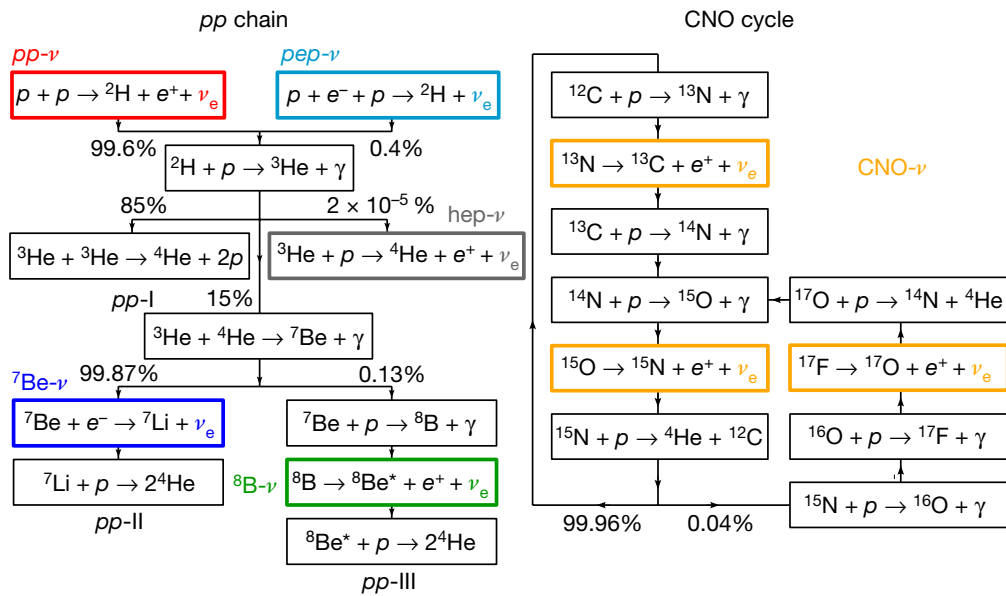 pp chain
pp-ν
pep-ν
p + p → ²H + e⁺ + νₑ
p + e⁻ + p → ²H + νₑ
99.6%
0.4%
²H + p → ³He + γ
85%
2 × 10⁻⁵ %
hep-ν
³He + ³He → ⁴He + 2p
³He + p → ⁴He + e⁺ + νₑ
pp-I
15%
³He + ⁴He → ⁷Be + γ
⁷Be-ν
99.87%
0.13%
⁷Be + e⁻ → ⁷Li + νₑ
⁷Be + p → ⁸B + γ
⁷Li + p → 2⁴He
⁸B-ν
⁸B → ⁸Be* + e⁺ + νₑ
pp-II
⁸Be* + p → 2⁴He
pp-III
CNO cycle
¹²C + p → ¹³N + γ
¹³N → ¹³C + e⁺ + νₑ
CNO-ν
¹³C + p → ¹⁴N + γ
¹⁴N + p → ¹⁵O + γ
¹⁷O + p → ¹⁴N + ⁴He
¹⁵O → ¹⁵N + e⁺ + νₑ
¹⁷F → ¹⁷O + e⁺ + νₑ
¹⁵N + p → ⁴He + ¹²C
¹⁶O + p → ¹⁷F + γ
99.96%
0.04%
¹⁵N + p → ¹⁶O + γ